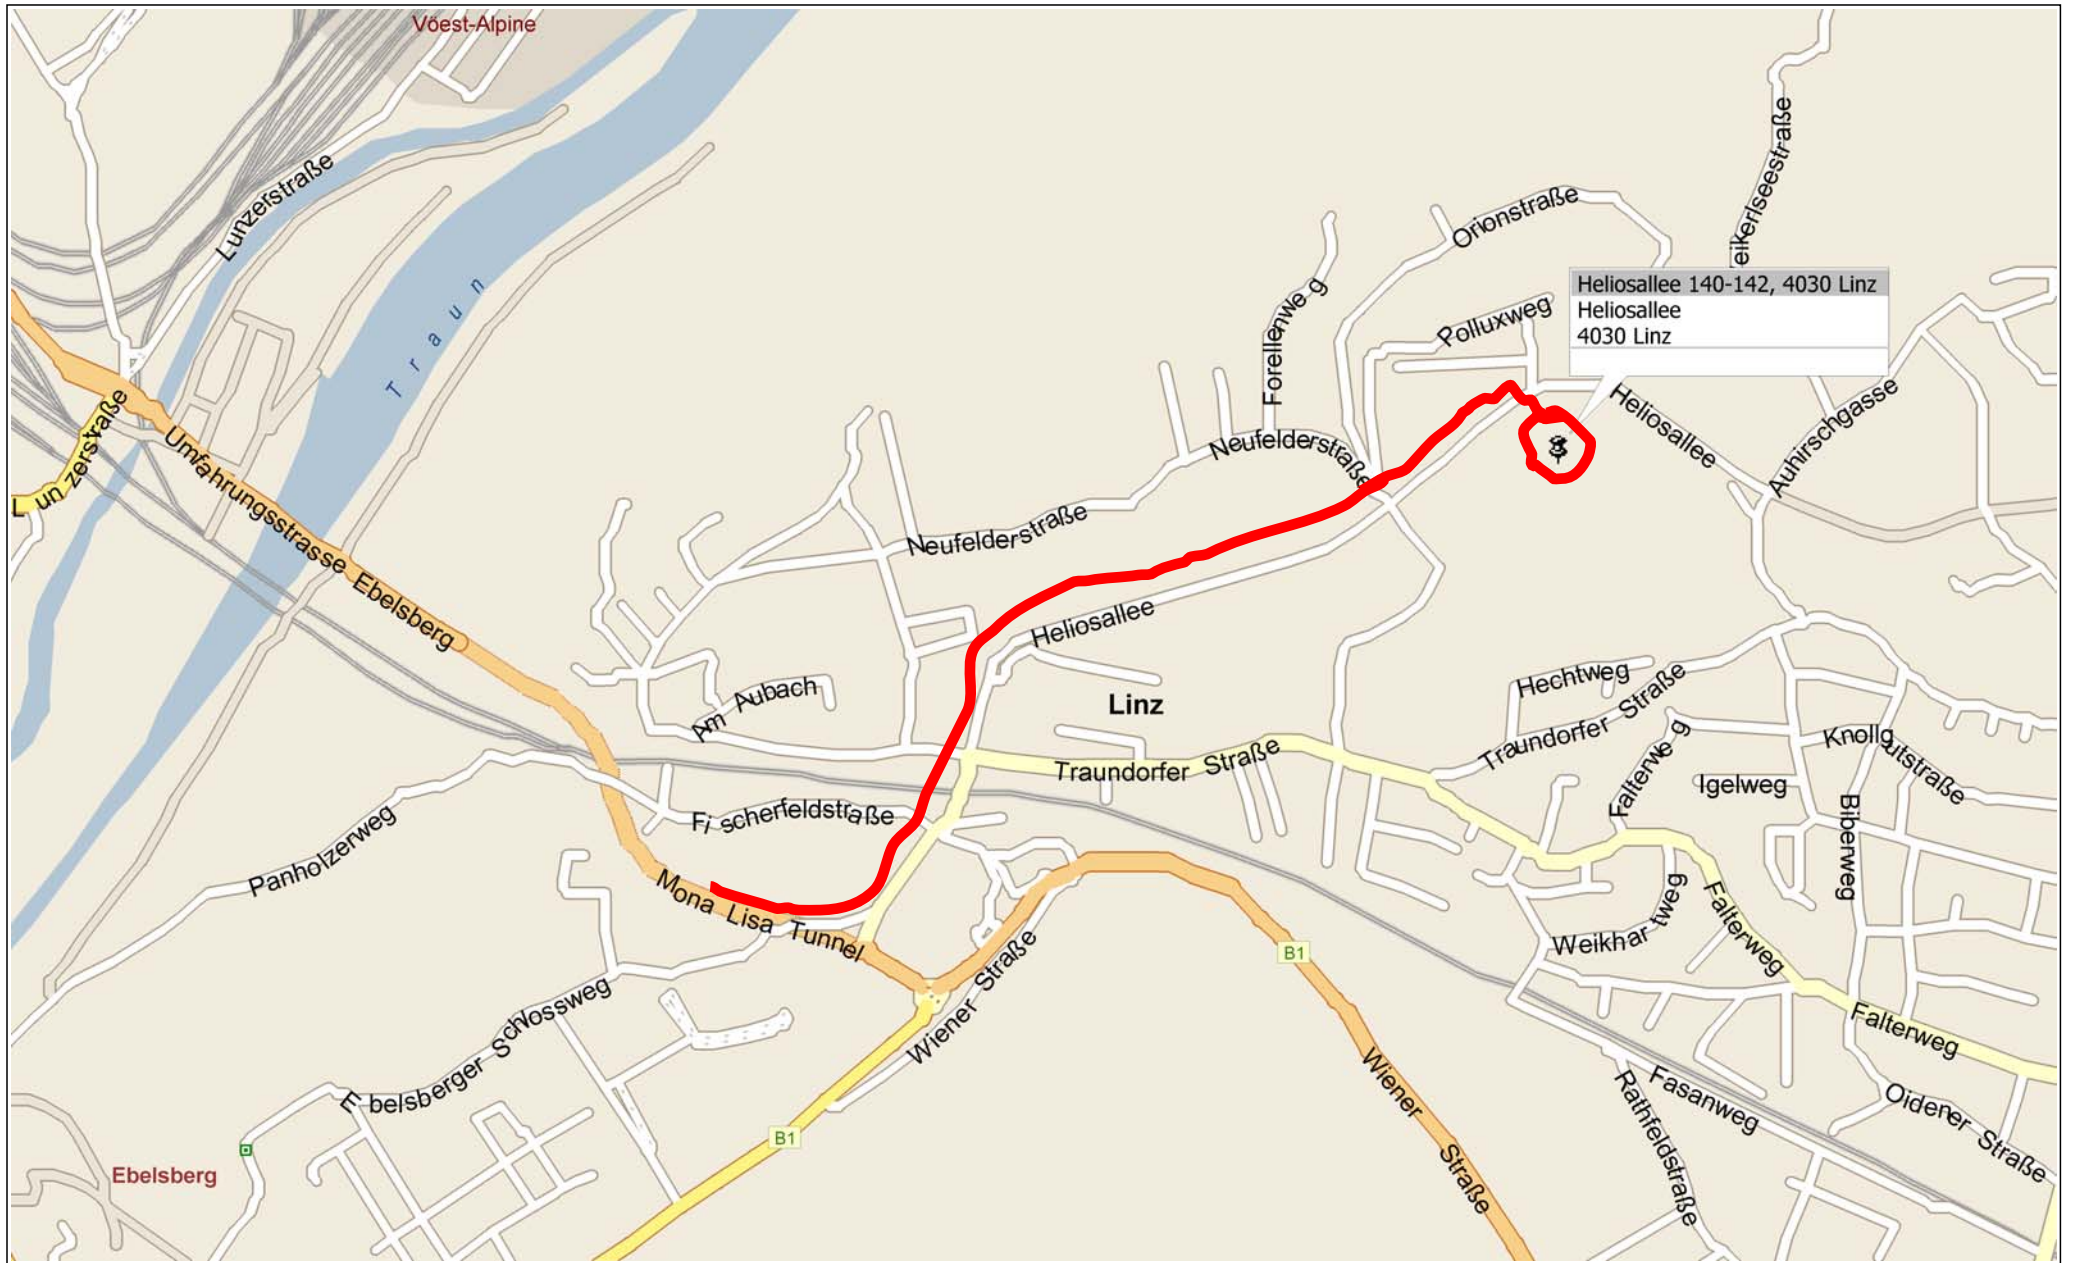 Vöest-Alpine
Lunzerstraße
Traun
Lunzerstraße
Umfahrungsstrasse Ebelsberg
Orionstraße
eikerlseestraße
Heliosallee 140-142, 4030 Linz
Heliosallee
4030 Linz
Polluxweg
Forellenweg
Heliosallee
Auhirschgasse
Neufelderstraße
Neufelderstraße
Heliosallee
Am Aubach
Linz
Hechtweg
Traundorfer Straße
Traundorfer Straße
Falterweg
Knollgutstraße
Igelweg
Biberweg
Fischerfeldstraße
Panholzerweg
Mona Lisa Tunnel
Weikhartweg
Falterweg
B1
Wiener Straße
Ebelsberger Schlossweg
Falterweg
Wiener Straße
Fasanweg
Rathfeldstraße
Oidener Straße
B1
Ebelsberg